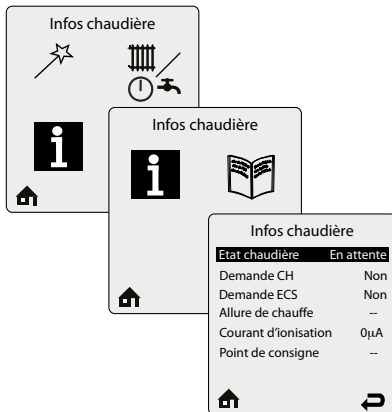 Infos chaudière
Infos chaudière
Infos chaudière
Etat chaudière En attente
Demande CH Non
Demande ECS Non
Allure de chauffe --
Courant d'ionisation 0µA
Point de consigne --